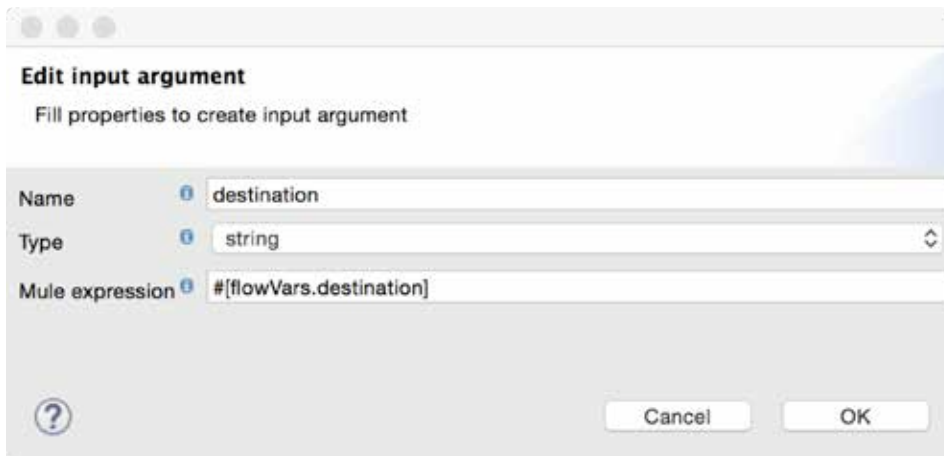 Edit input argument
Fill properties to create input argument
Name destination
Type string
Mule expression #[flowVars.destination]
? Cancel OK